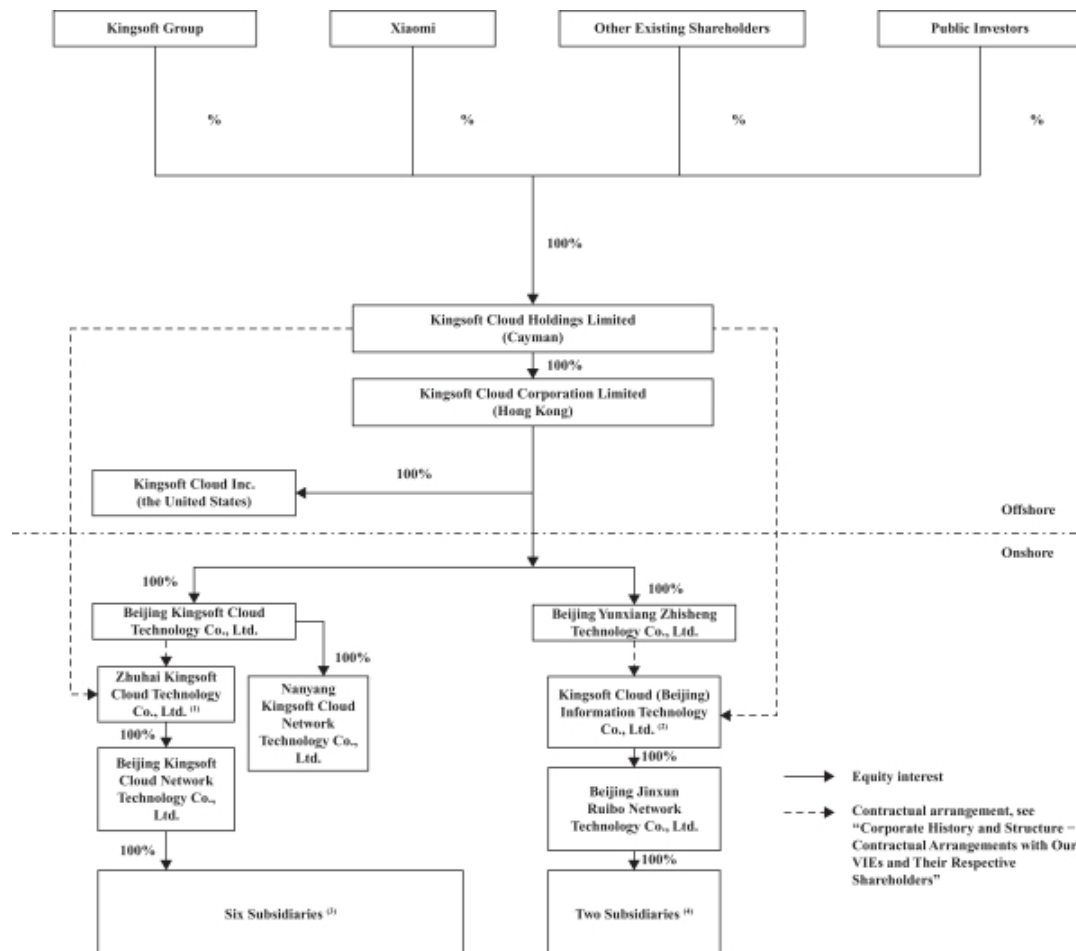 Kingsoft Group
Xiaomi
Other Existing Shareholders
Public Investors
%
%
%
%
100%
Kingsoft Cloud Holdings Limited
(Cayman)
100%
Kingsoft Cloud Corporation Limited
(Hong Kong)
100%
Kingsoft Cloud Inc.
(the United States)
Offshore
Onshore
100%
100%
Beijing Kingsoft Cloud
Technology Co., Ltd.
Beijing Yunxiang Zhisheng
Technology Co., Ltd.
100%
Zhuhai Kingsoft
Cloud Technology
Co., Ltd. (1)
Nanyang
Kingsoft Cloud
Network
Technology Co.,
Ltd.
Kingsoft Cloud (Beijing)
Information Technology
Co., Ltd. (2)
100%
100%
Beijing Kingsoft
Cloud Network
Technology Co.,
Ltd.
Beijing Jinxun
Ruibo Network
Technology Co., Ltd.
Equity interest
Contractual arrangement, see
“Corporate History and Structure –
Contractual Arrangements with Our
VIEs and Their Respective
Shareholders”
100%
100%
Six Subsidiaries (3)
Two Subsidiaries (4)